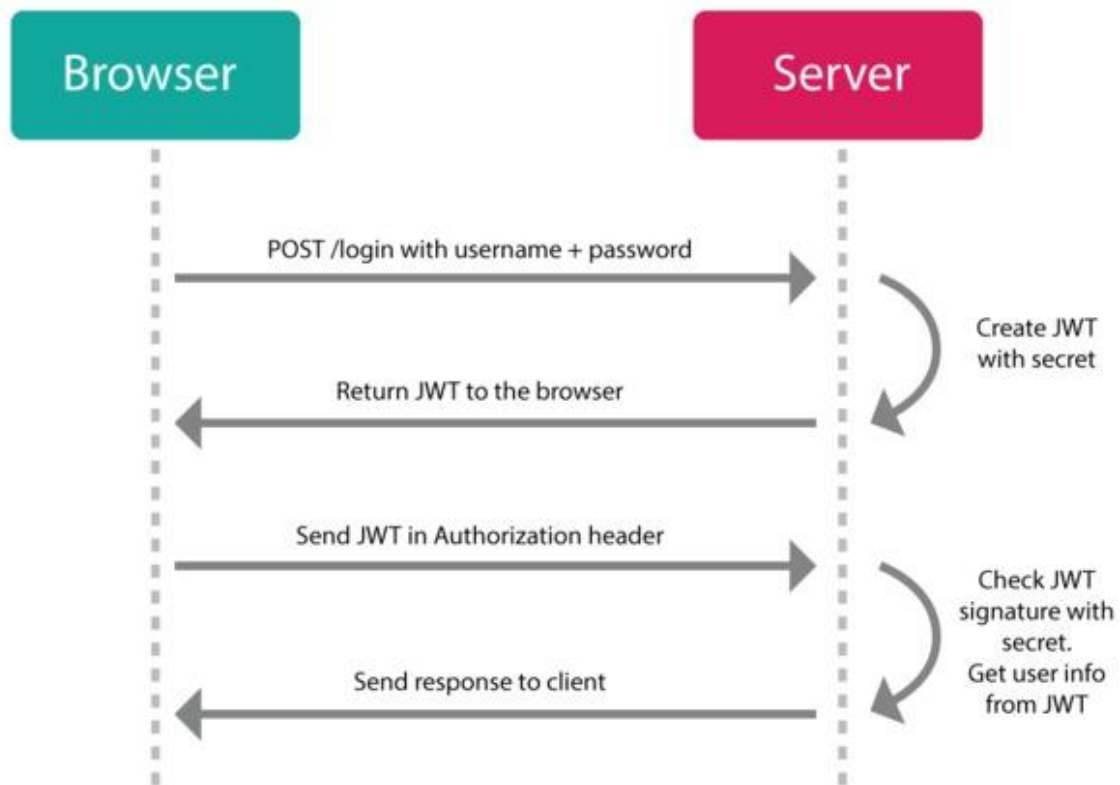 Browser
Server
POST /login with username + password
Create JWT
with secret
Return JWT to the browser
Send JWT in Authorization header
Check JWT
signature with
secret.
Get user info
from JWT
Send response to client